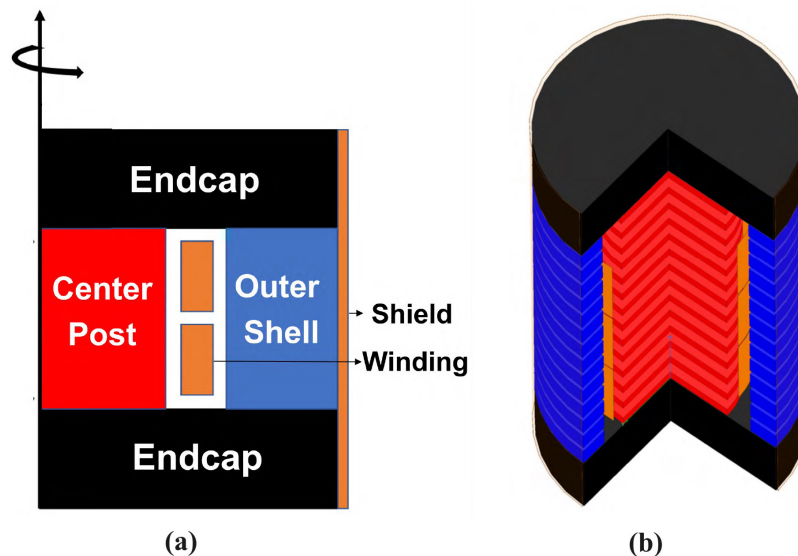 Endcap
Center
Post
Outer
Shell
Shield
Winding
Endcap
(a)
(b)